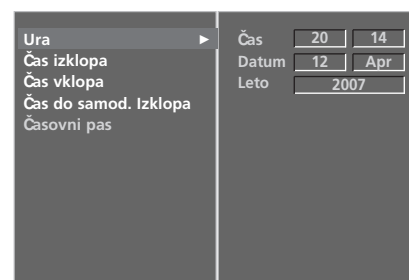 Ura ►
Čas izklopa
Čas vklopa
Čas do samod. Izklopa
Časovni pas
Čas 20 14
Datum 12 Apr
Leto 2007